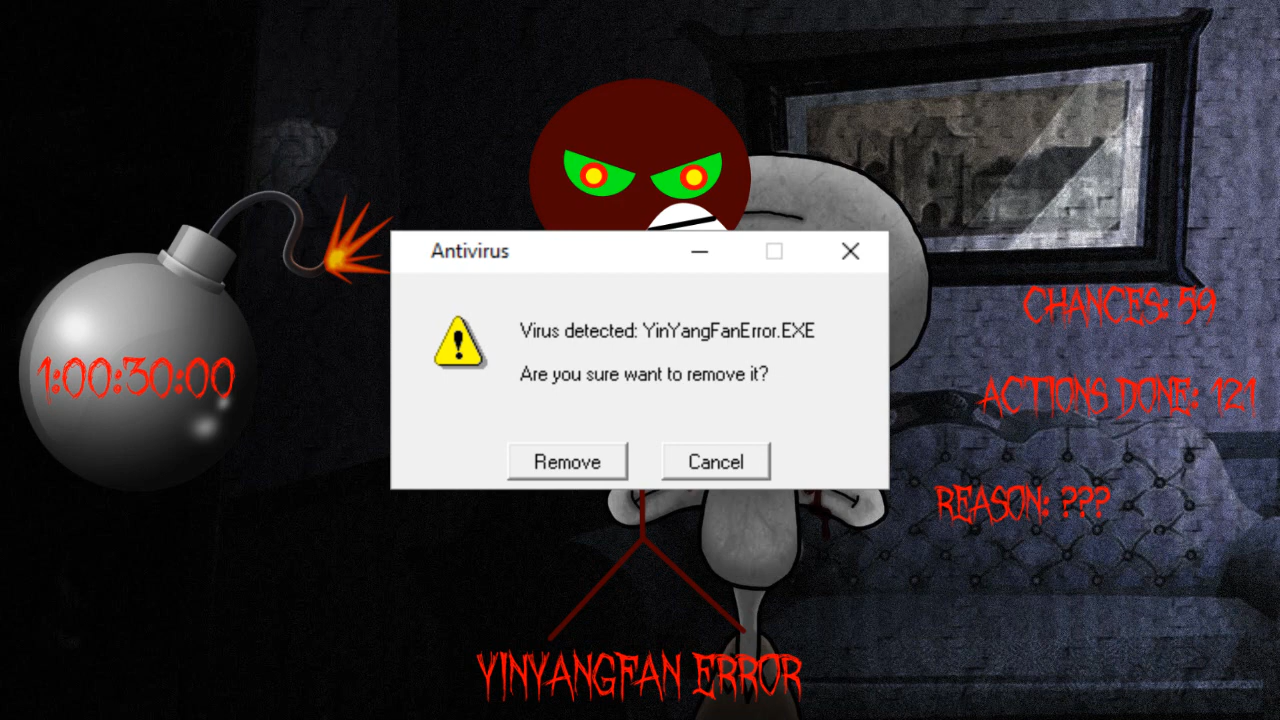 Antivirus
Virus detected: YinYangFanError.EXE
Are you sure want to remove it?
Remove
Cancel
1:00:30:00
CHANCES: 59
ACTIONS DONE: 121
REASON: ???
YINYANGFAN ERROR